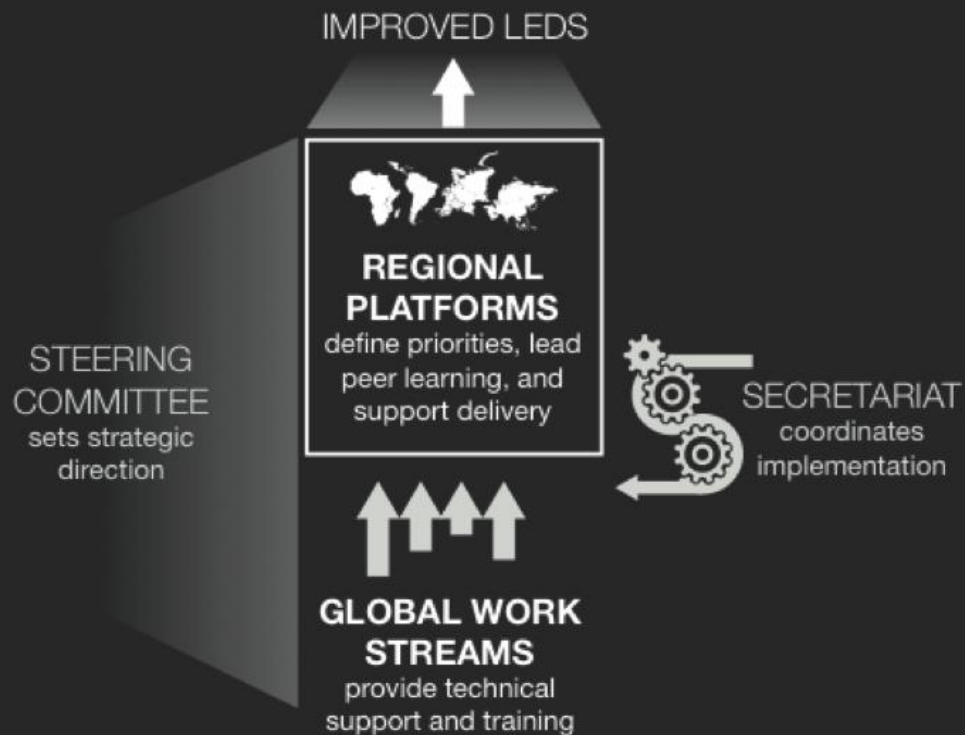 IMPROVED LEDS
REGIONAL
PLATFORMS
define priorities, lead
peer learning, and
support delivery
STEERING
COMMITTEE
sets strategic
direction
SECRETARIAT
coordinates
implementation
GLOBAL WORK
STREAMS
provide technical
support and training